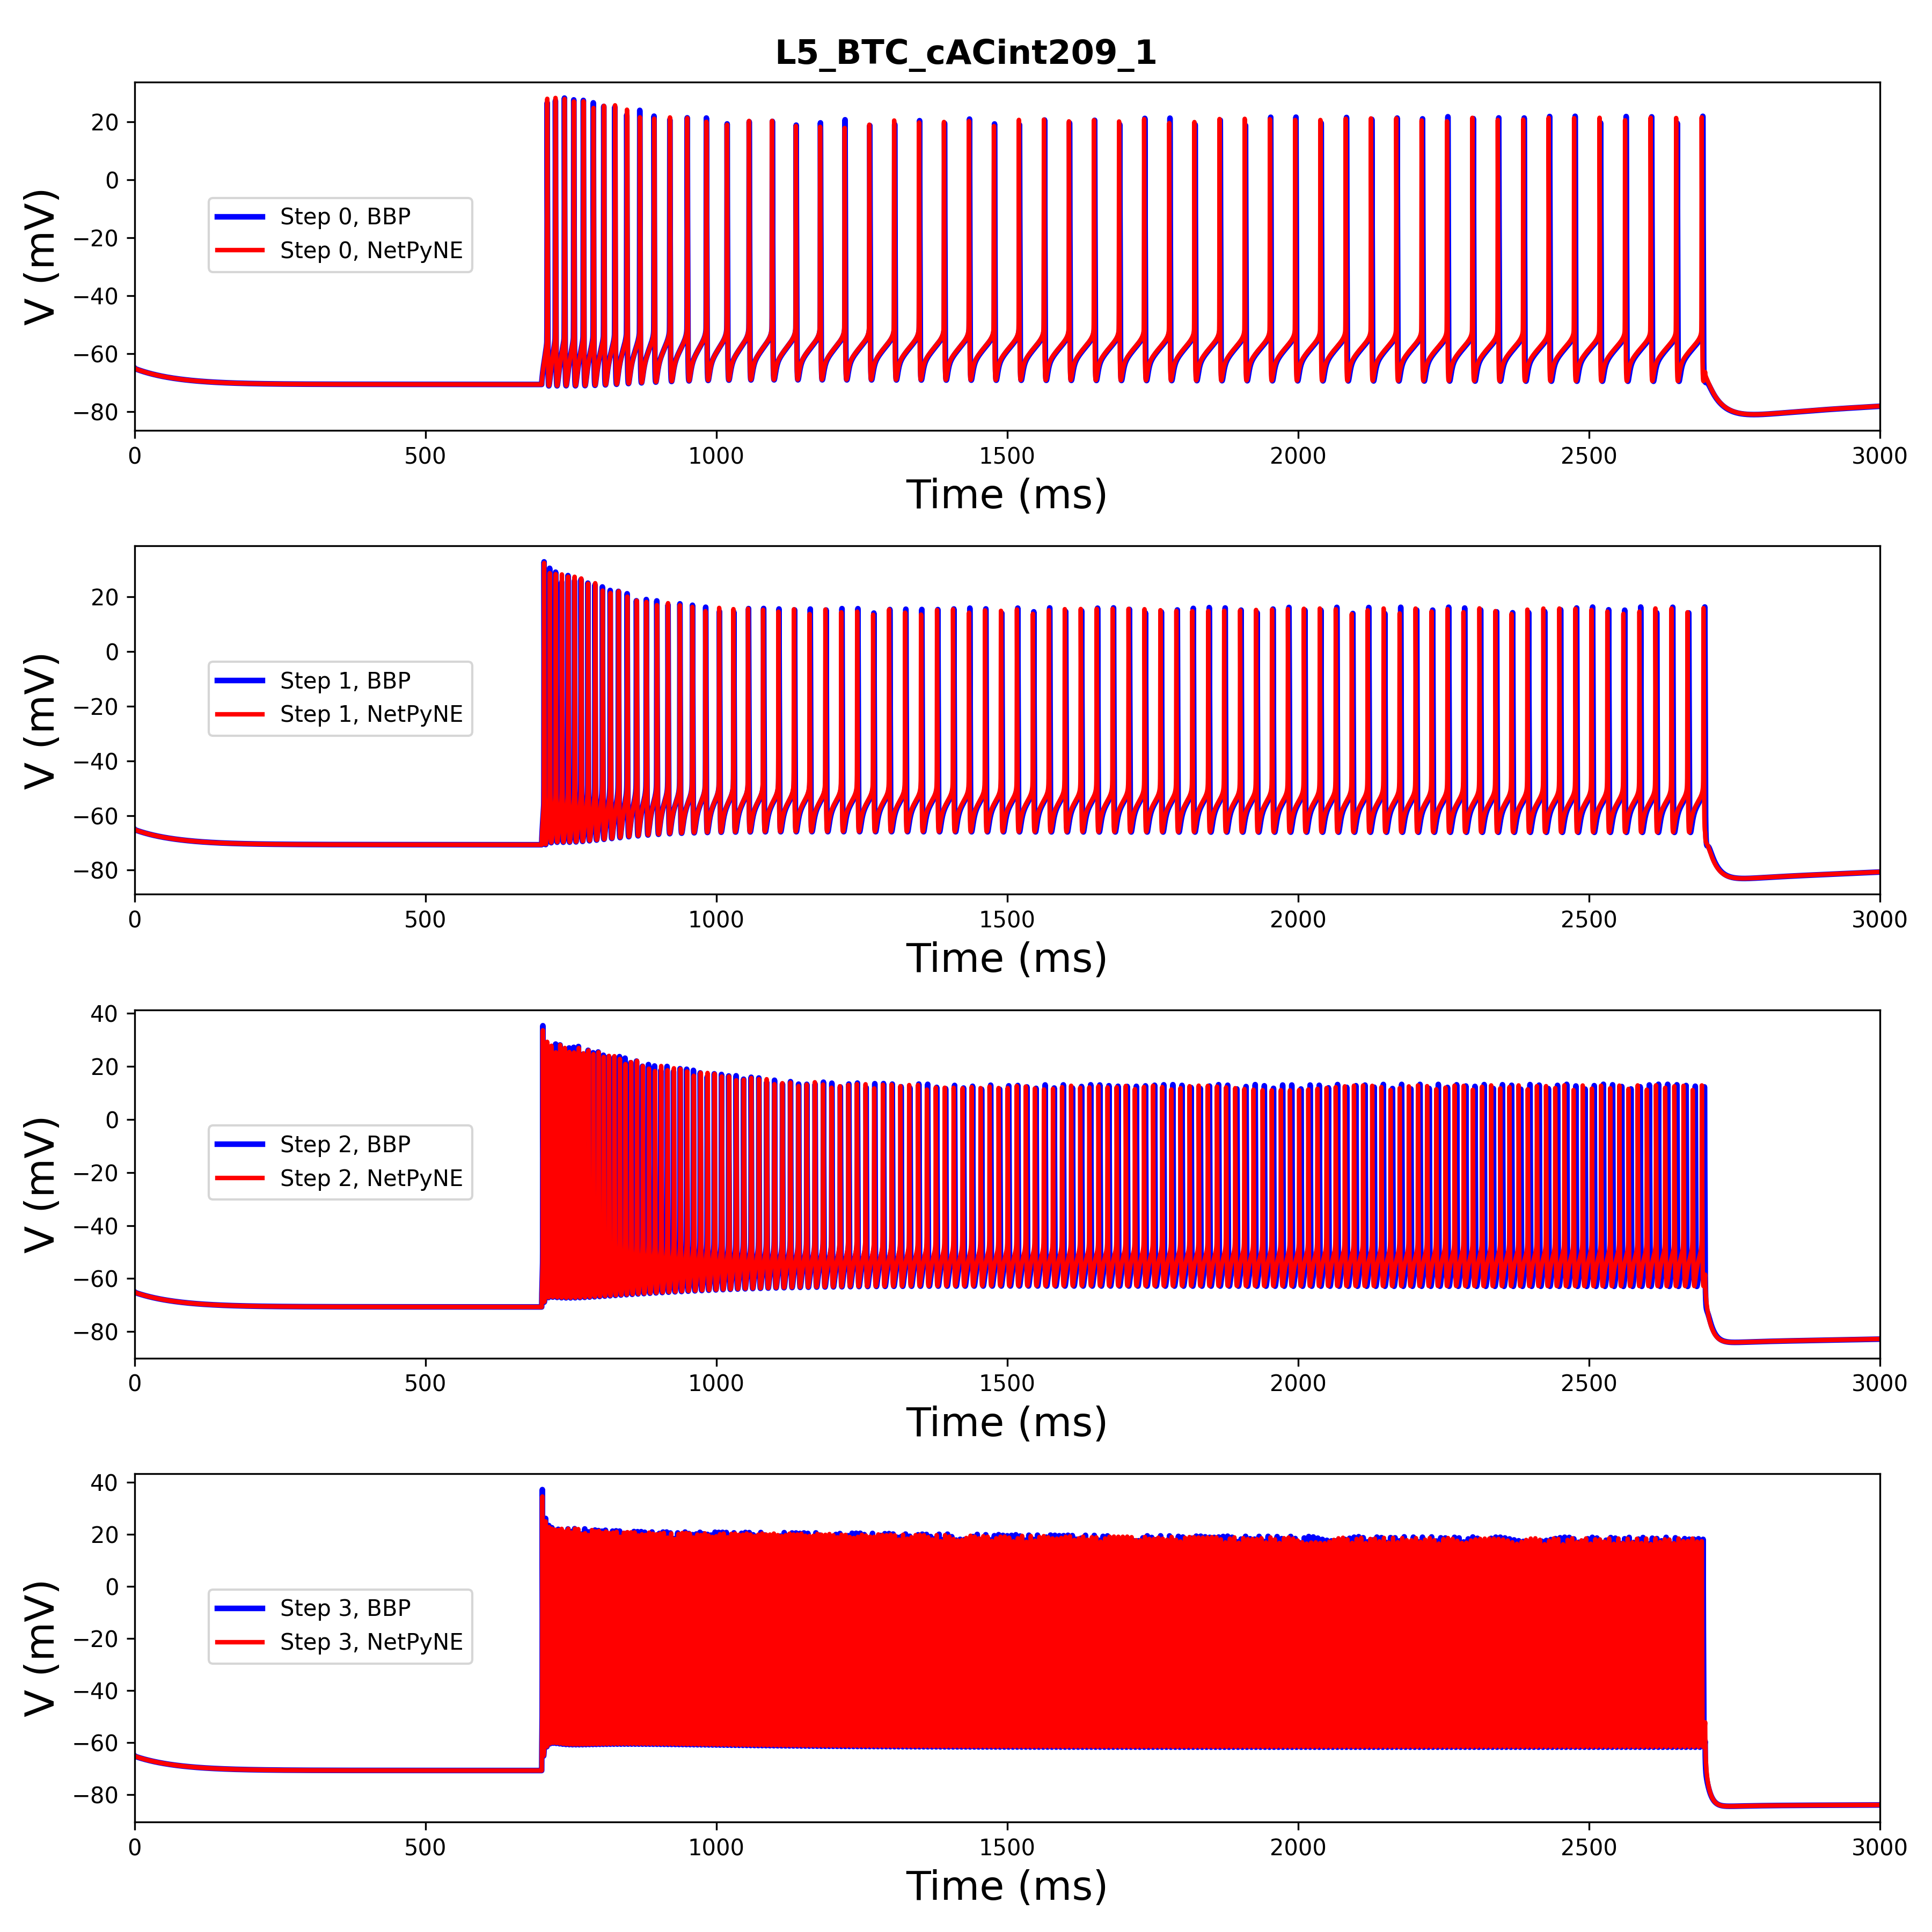 L5_BTC_cACint209_1
20
0
−20
−40
−60
−80
V (mV)
Step 0, BBP
Step 0, NetPyNE
0 500 1000 1500 2000 2500 3000
Time (ms)
20
0
−20
−40
−60
−80
V (mV)
Step 1, BBP
Step 1, NetPyNE
0 500 1000 1500 2000 2500 3000
Time (ms)
40
20
0
−20
−40
−60
−80
V (mV)
Step 2, BBP
Step 2, NetPyNE
0 500 1000 1500 2000 2500 3000
Time (ms)
40
20
0
−20
−40
−60
−80
V (mV)
Step 3, BBP
Step 3, NetPyNE
0 500 1000 1500 2000 2500 3000
Time (ms)